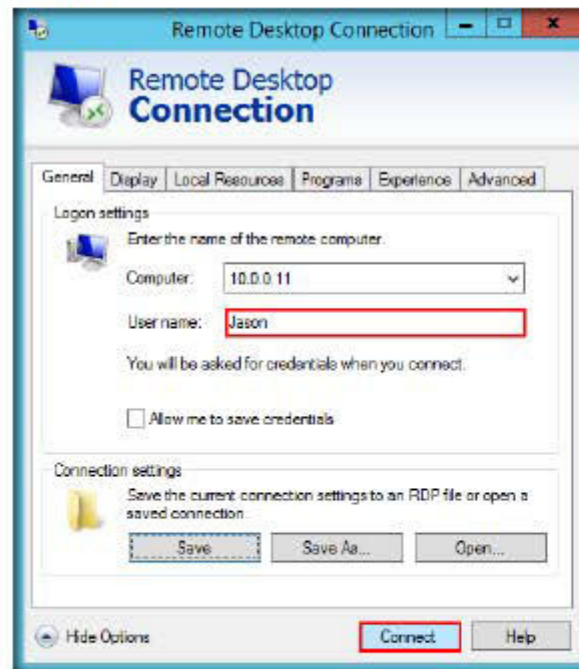 Remote Desktop Connection
Remote Desktop
Connection
General Display Local Resources Programs Experience Advanced
Logon settings
Enter the name of the remote computer.
Computer: 10.0.0.11
User name: Jason
You will be asked for credentials when you connect.
Allow me to save credentials
Connection settings
Save the current connection settings to an RDP file or open a
saved connection.
Save Save As... Open...
Hide Options Connect Help